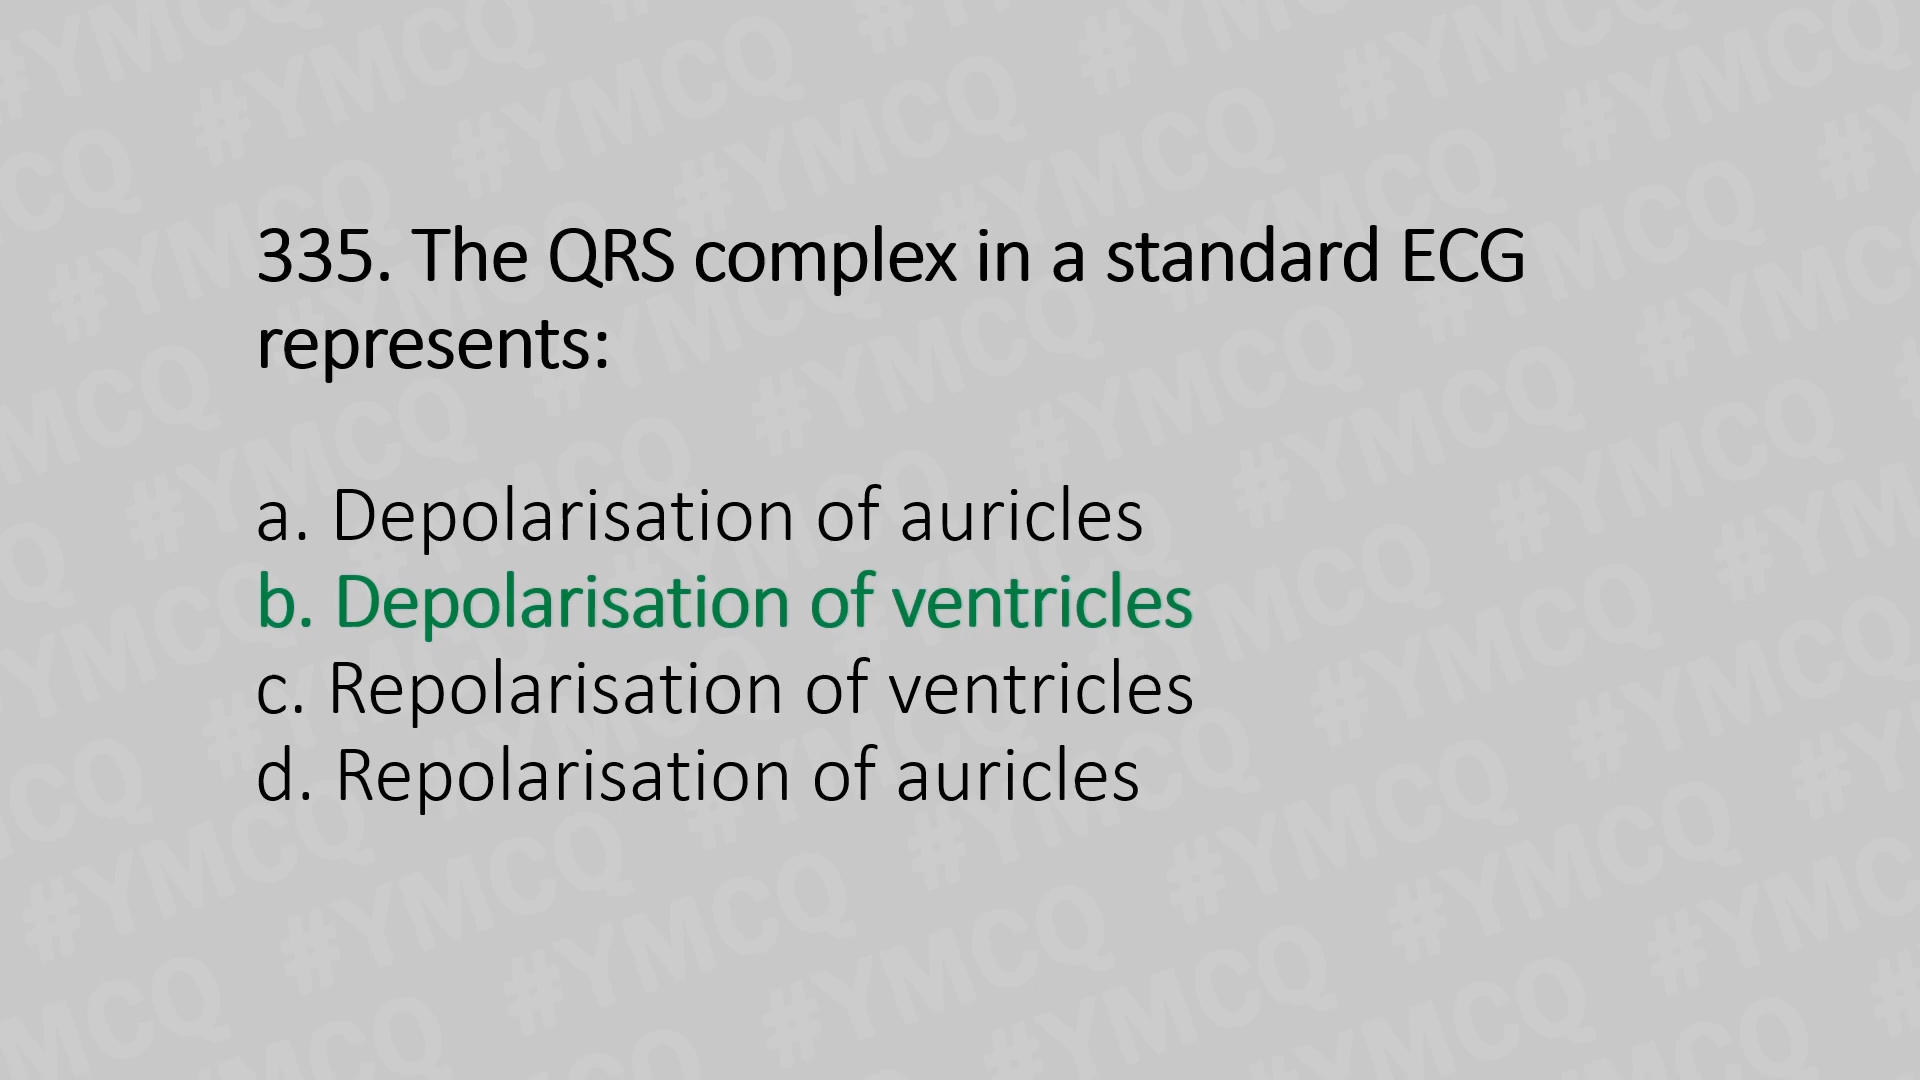 335. The QRS complex in a standard ECG
represents:
a. Depolarisation of auricles
b. Depolarisation of ventricles
c. Repolarisation of ventricles
d. Repolarisation of auricles
#YMCQ